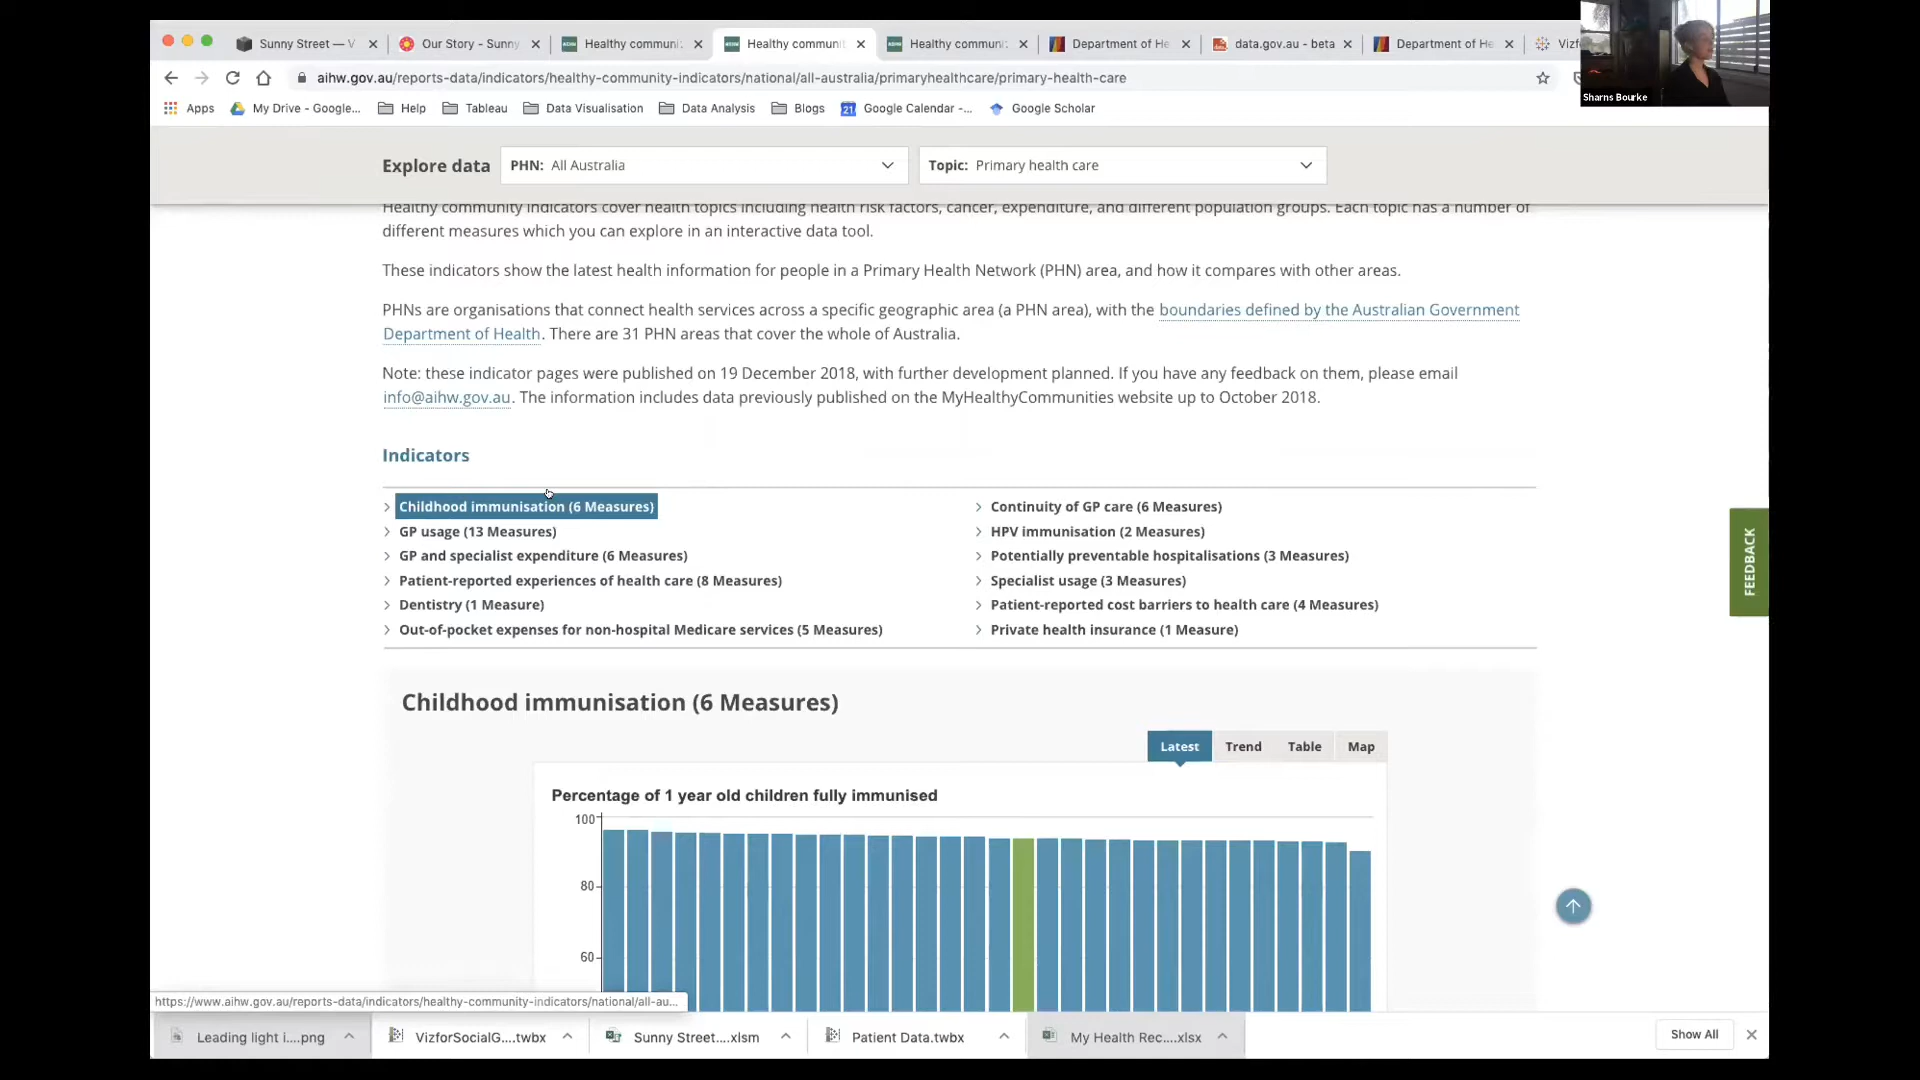 Sunny Street — V
Our Story - Sunny
Healthy communi
Healthy communit
Healthy communi
Department of He
data.gov.au - beta
Department of He
Vizf
aihw.gov.au/reports-data/indicators/healthy-community-indicators/national/all-australia/primaryhealthcare/primary-health-care
Sharns Bourke
Apps
My Drive - Google...
Help
Tableau
Data Visualisation
Data Analysis
Blogs
21
Google Calendar -...
Google Scholar
Explore data
PHN: All Australia
Topic: Primary health care
Healthy community indicators cover health topics including health risk factors, cancer, expenditure, and different population groups. Each topic has a number of
different measures which you can explore in an interactive data tool.
These indicators show the latest health information for people in a Primary Health Network (PHN) area, and how it compares with other areas.
PHNs are organisations that connect health services across a specific geographic area (a PHN area), with the boundaries defined by the Australian Government
Department of Health. There are 31 PHN areas that cover the whole of Australia.
Note: these indicator pages were published on 19 December 2018, with further development planned. If you have any feedback on them, please email
info@aihw.gov.au. The information includes data previously published on the MyHealthyCommunities website up to October 2018.
Indicators
Childhood immunisation (6 Measures)
Continuity of GP care (6 Measures)
GP usage (13 Measures)
HPV immunisation (2 Measures)
GP and specialist expenditure (6 Measures)
Potentially preventable hospitalisations (3 Measures)
Patient-reported experiences of health care (8 Measures)
Specialist usage (3 Measures)
Dentistry (1 Measure)
Patient-reported cost barriers to health care (4 Measures)
Out-of-pocket expenses for non-hospital Medicare services (5 Measures)
Private health insurance (1 Measure)
FEEDBACK
Childhood immunisation (6 Measures)
Latest
Trend
Table
Map
Percentage of 1 year old children fully immunised
100
80
60
https://www.aihw.gov.au/reports-data/indicators/healthy-community-indicators/national/all-au...
Leading light i....png
VizforSocialG....twbx
Sunny Street....xlsm
Patient Data.twbx
My Health Rec....xlsx
Show All